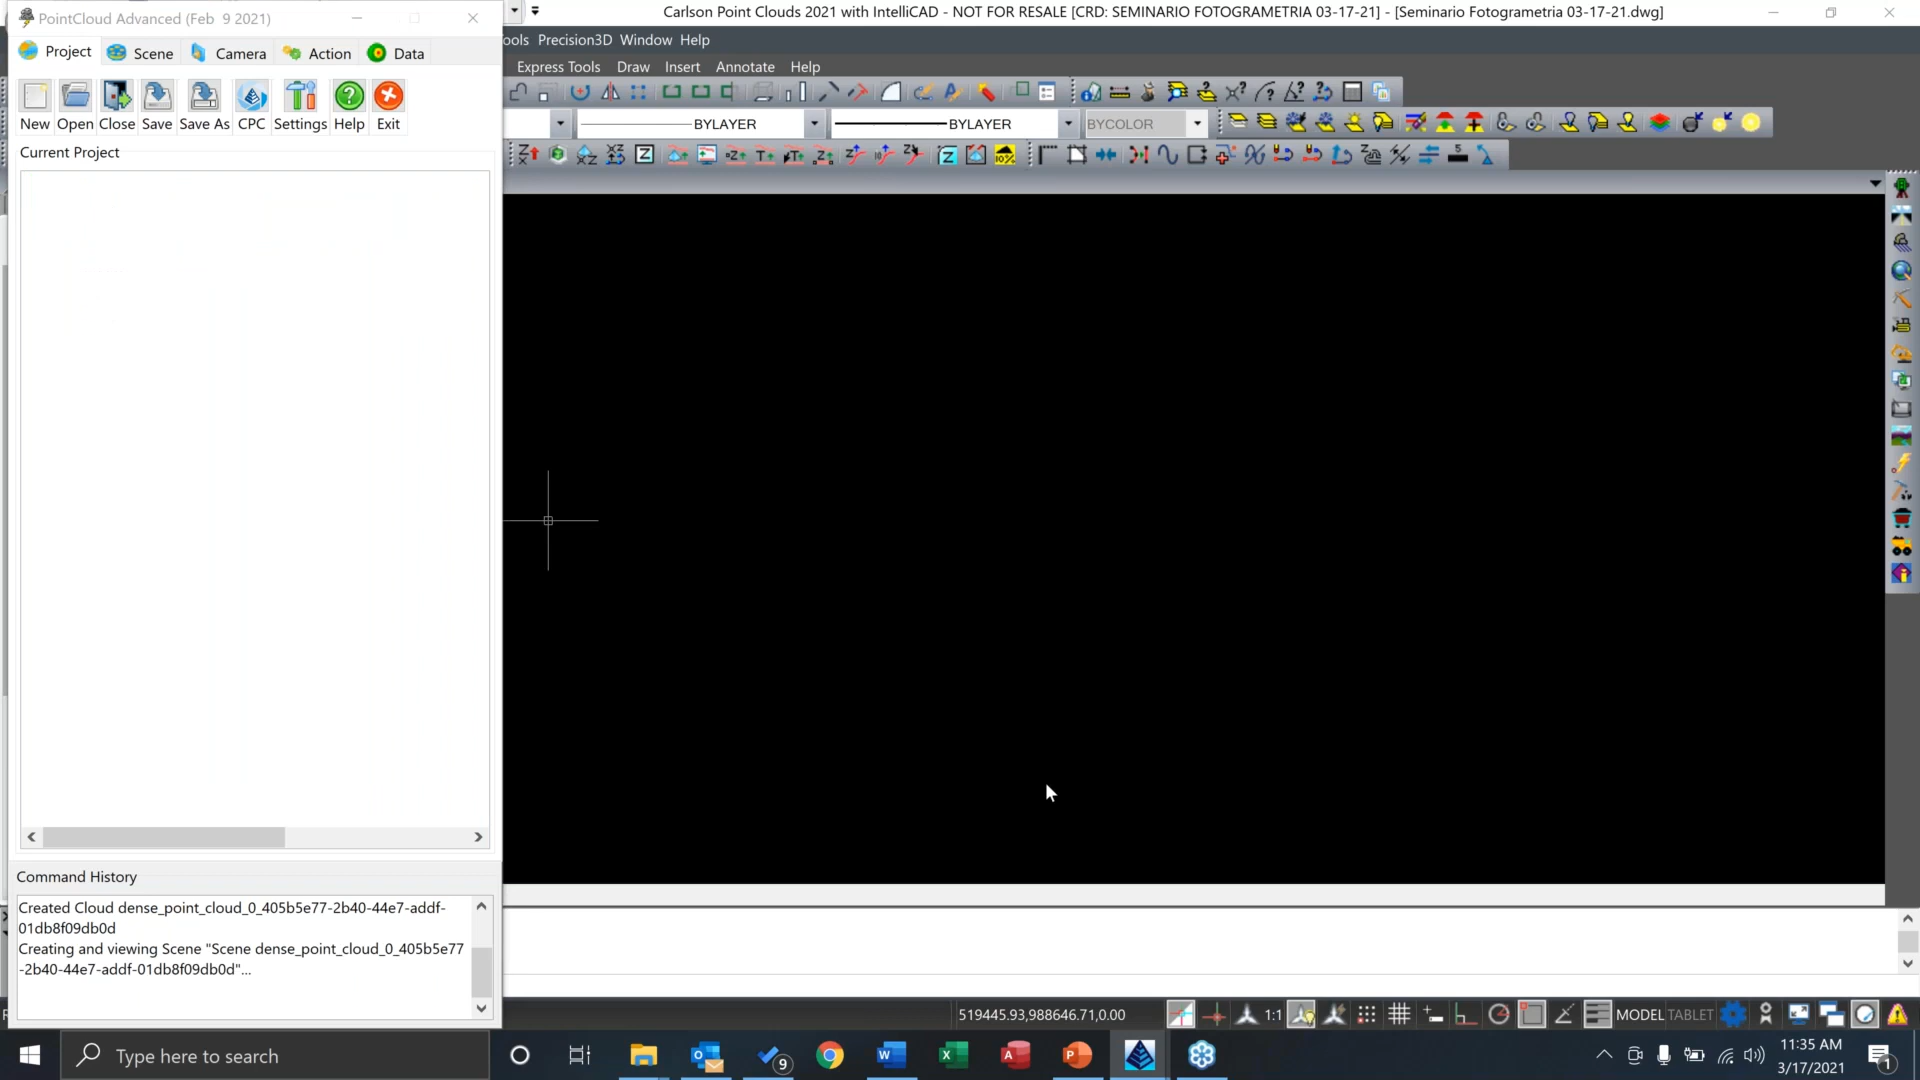 PointCloud Advanced (Feb  9 2021)
Carlson Point Clouds 2021 with IntelliCAD - NOT FOR RESALE [CRD: SEMINARIO FOTOGRAMETRIA 03-17-21] - [Seminario Fotogrametria 03-17-21.dwg]
Project Scene Camera Action Data
ools Precision3D Window Help
Express Tools Draw Insert Annotate Help
New Open Close Save Save As CPC Settings Help Exit
BYLAYER BYLAYER BYCOLOR
Current Project
Command History
Created Cloud dense_point_cloud_0_405b5e77-2b40-44e7-addf-
01db8f09db0d
Creating and viewing Scene "Scene dense_point_cloud_0_405b5e77
-2b40-44e7-addf-01db8f09db0d"...
519445.93,988646.71,0.00
1:1
MODEL TABLET
Type here to search
9
11:35 AM
3/17/2021
1